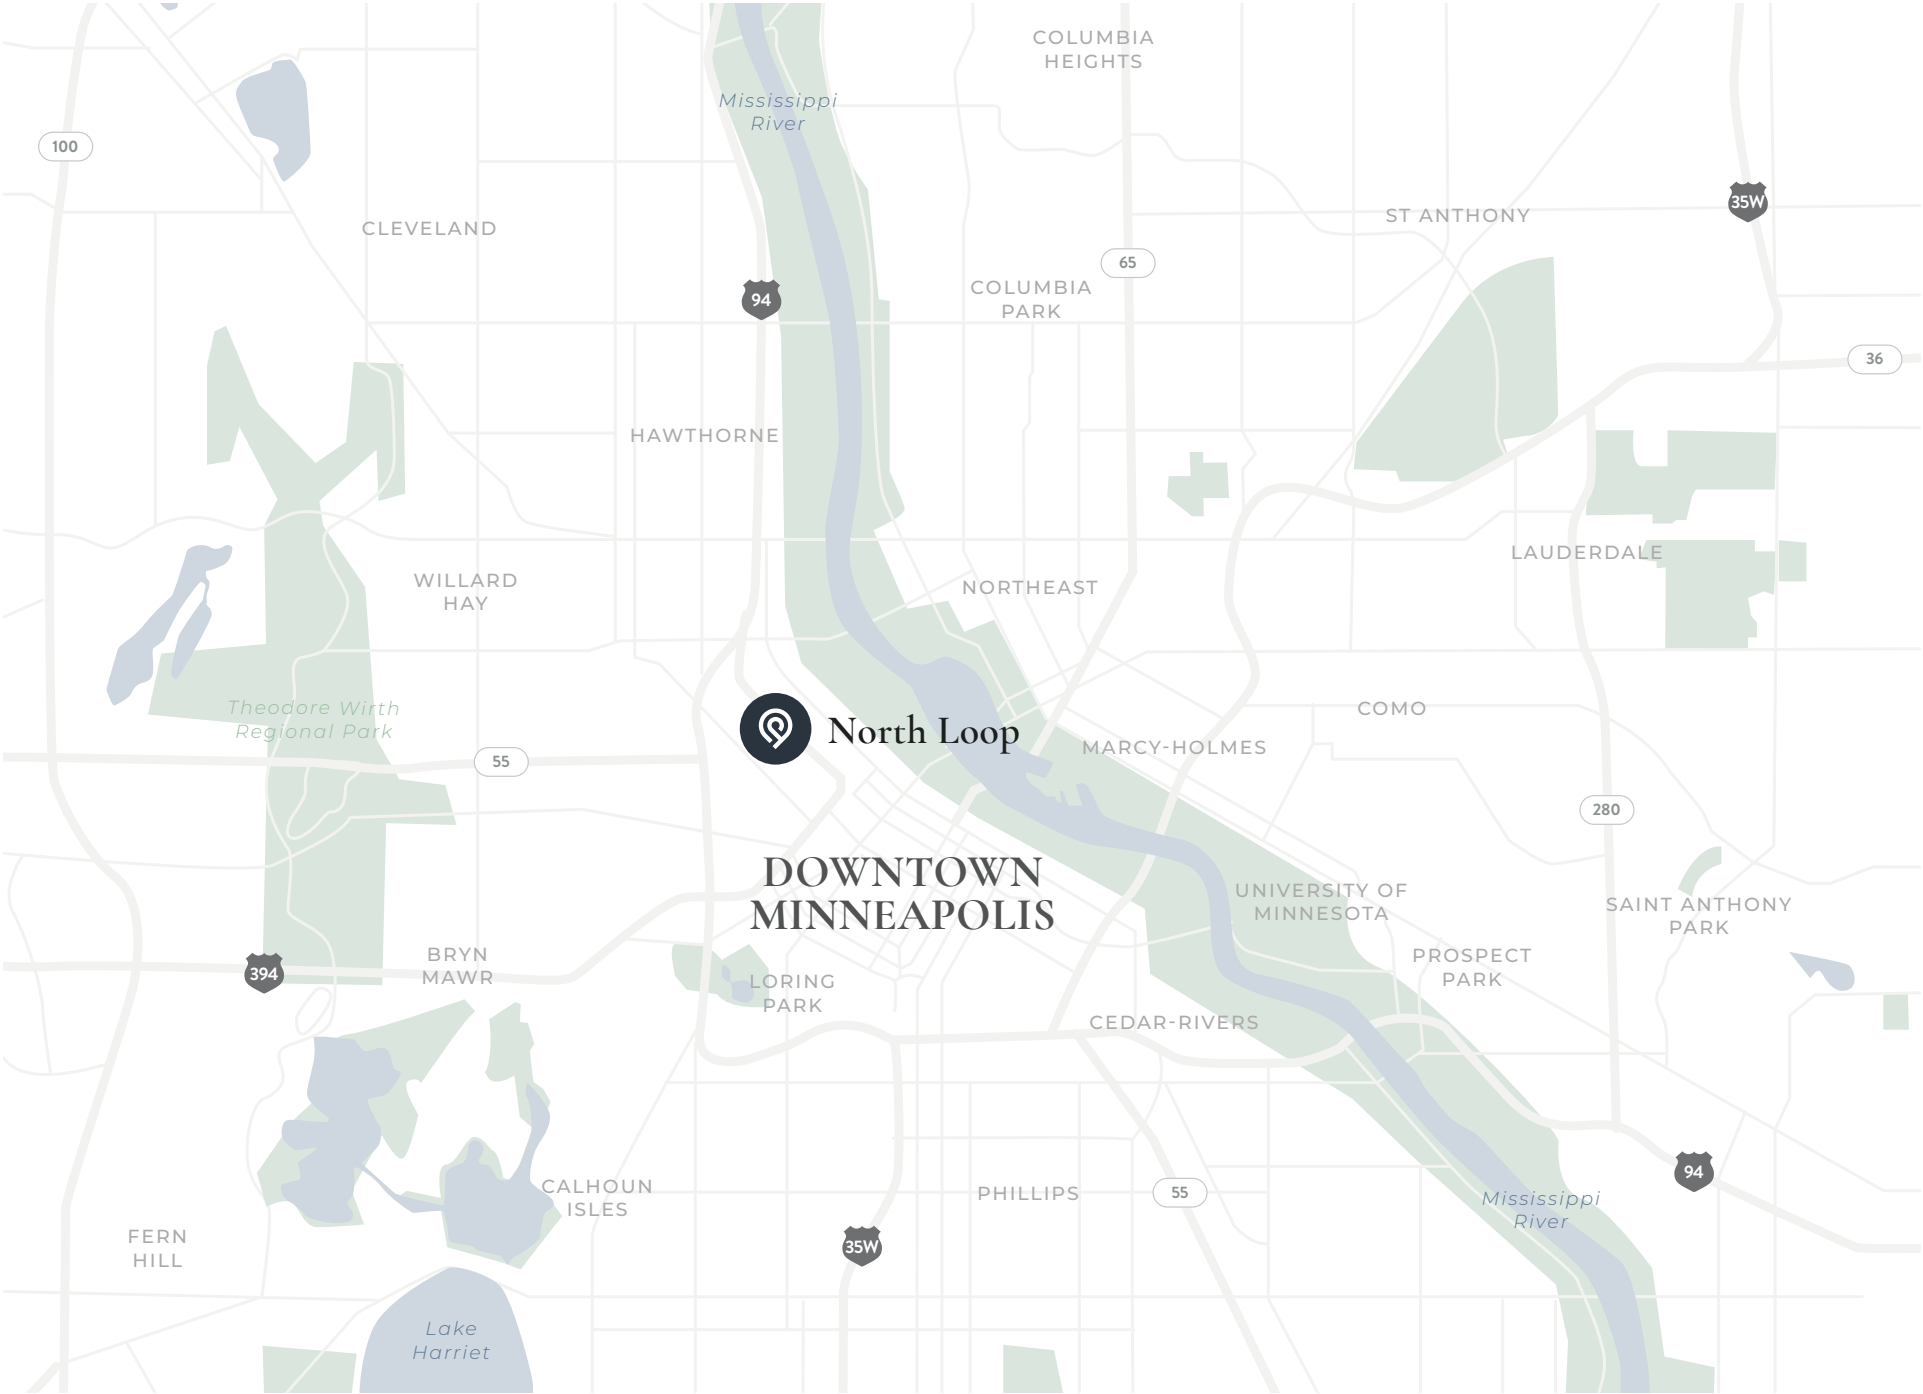 COLUMBIA
HEIGHTS
Mississippi
River
100
35W
ST ANTHONY
CLEVELAND
65
COLUMBIA
PARK
94
36
HAWTHORNE
LAUDERDALE
WILLARD
HAY
NORTHEAST
Theodore Wirth
Regional Park
COMO
North Loop
MARCY-HOLMES
55
280
DOWNTOWN
MINNEAPOLIS
UNIVERSITY OF
MINNESOTA
SAINT ANTHONY
PARK
BRYN
MAWR
PROSPECT
PARK
394
LORING
PARK
CEDAR-RIVERS
94
CALHOUN
ISLES
PHILLIPS
55
Mississippi
River
FERN
HILL
35W
Lake
Harriet